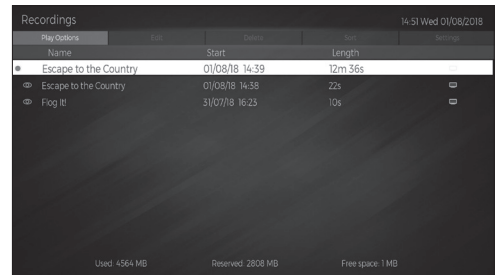 Recordings 14:51 Wed 01/08/2018
Play Options Edit Delete Sort Settings
Name Start Length
Escape to the Country 01/08/18 14:39 12m 36s
Escape to the Country 01/08/18 14:38 22s
Flog It! 31/07/18 16:23 10s
Used: 4564 MB Reserved: 2808 MB Free space: 1 MB